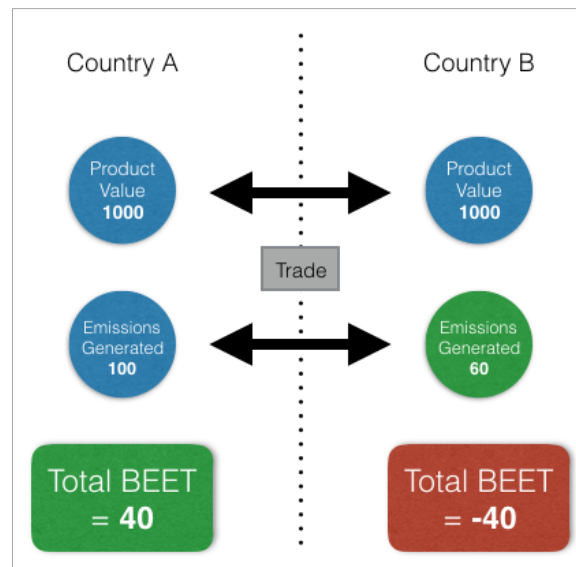 Country A
Country B
Product
Value
1000
Product
Value
1000
Trade
Emissions
Generated
100
Emissions
Generated
60
Total BEET
= 40
Total BEET
= -40